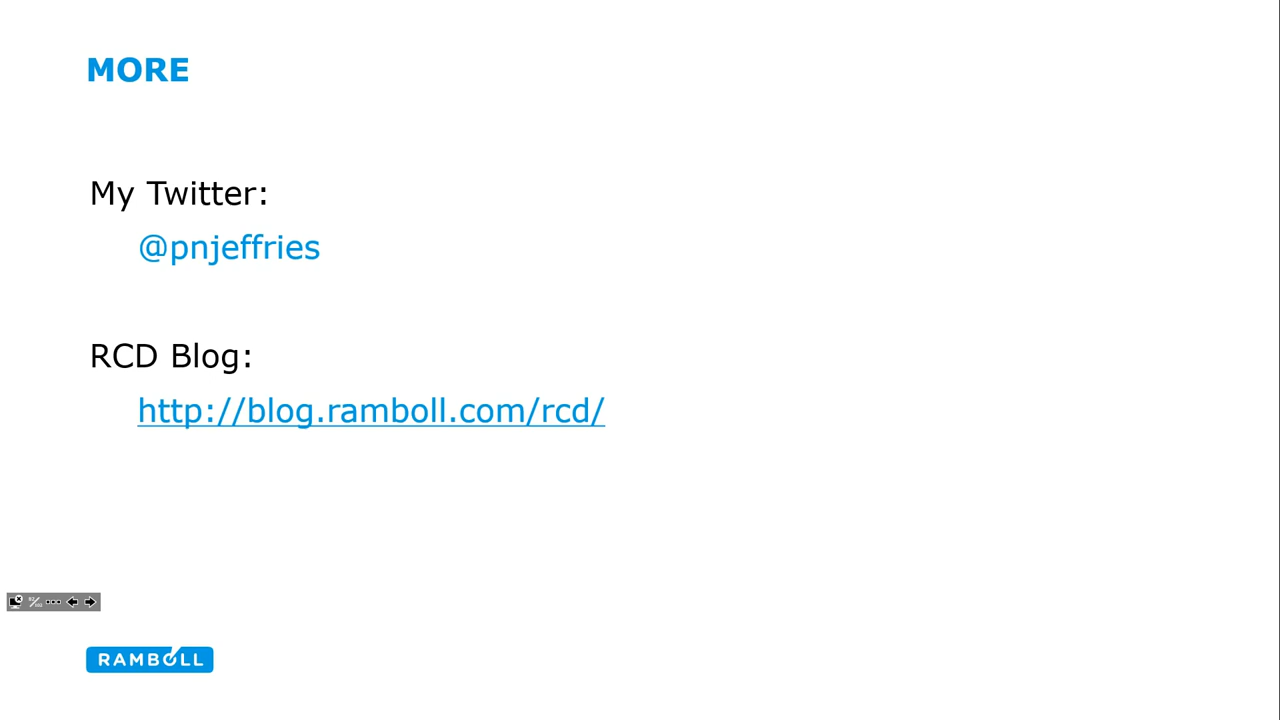 MORE
My Twitter:
@pnjeffries
RCD Blog:
http://blog.ramboll.com/rcd/
RAMBOLL